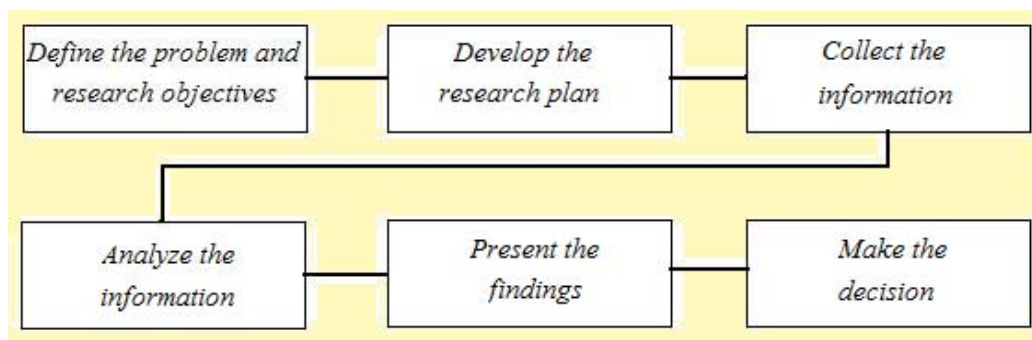 Define the problem and
research objectives
Develop the
research plan
Collect the
information
Analyze the
information
Present the
findings
Make the
decision